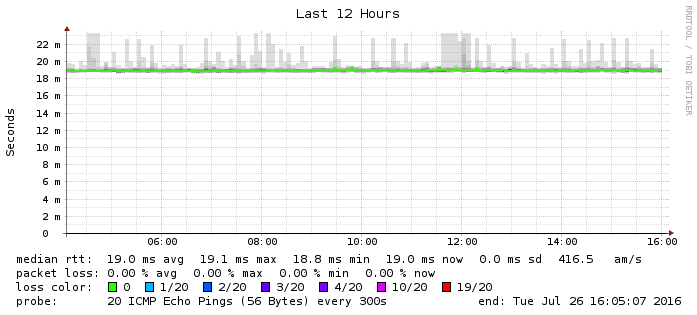 Last 12 Hours
RRDTOOL / TOBI OETIKER
Seconds
22 m
20 m
18 m
16 m
14 m
12 m
10 m
8 m
6 m
4 m
2 m
0
06:00 08:00 10:00 12:00 14:00 16:00
median rtt: 19.0 ms avg 19.1 ms max 18.8 ms min 19.0 ms now 0.0 ms sd 416.5 am/s
packet loss: 0.00 % avg 0.00 % max 0.00 % min 0.00 % now
loss color: 0 1/20 2/20 3/20 4/20 10/20 19/20
probe: 20 ICMP Echo Pings (56 Bytes) every 300s end: Tue Jul 26 16:05:07 2016